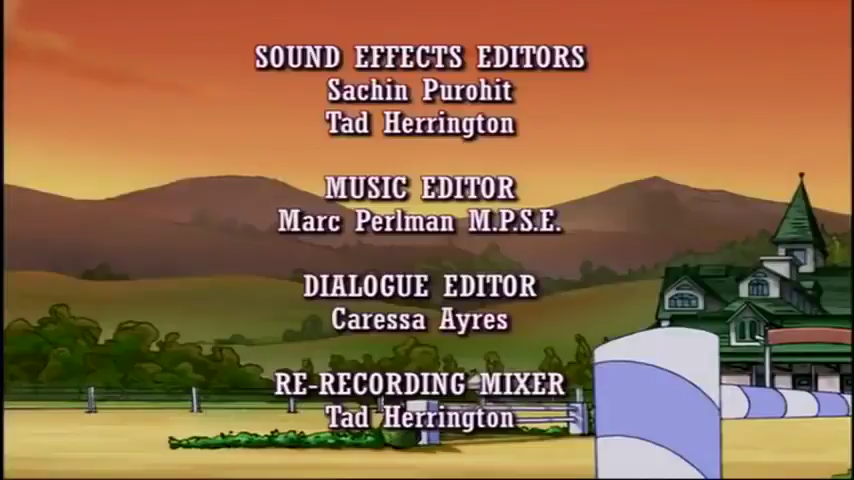 SOUND EFFECTS EDITORS
Sachin Purohit
Tad Herrington
MUSIC EDITOR
Marc Perlman M.P.S.E.
DIALOGUE EDITOR
Caressa Ayres
RE-RECORDING MIXER
Tad Herrington